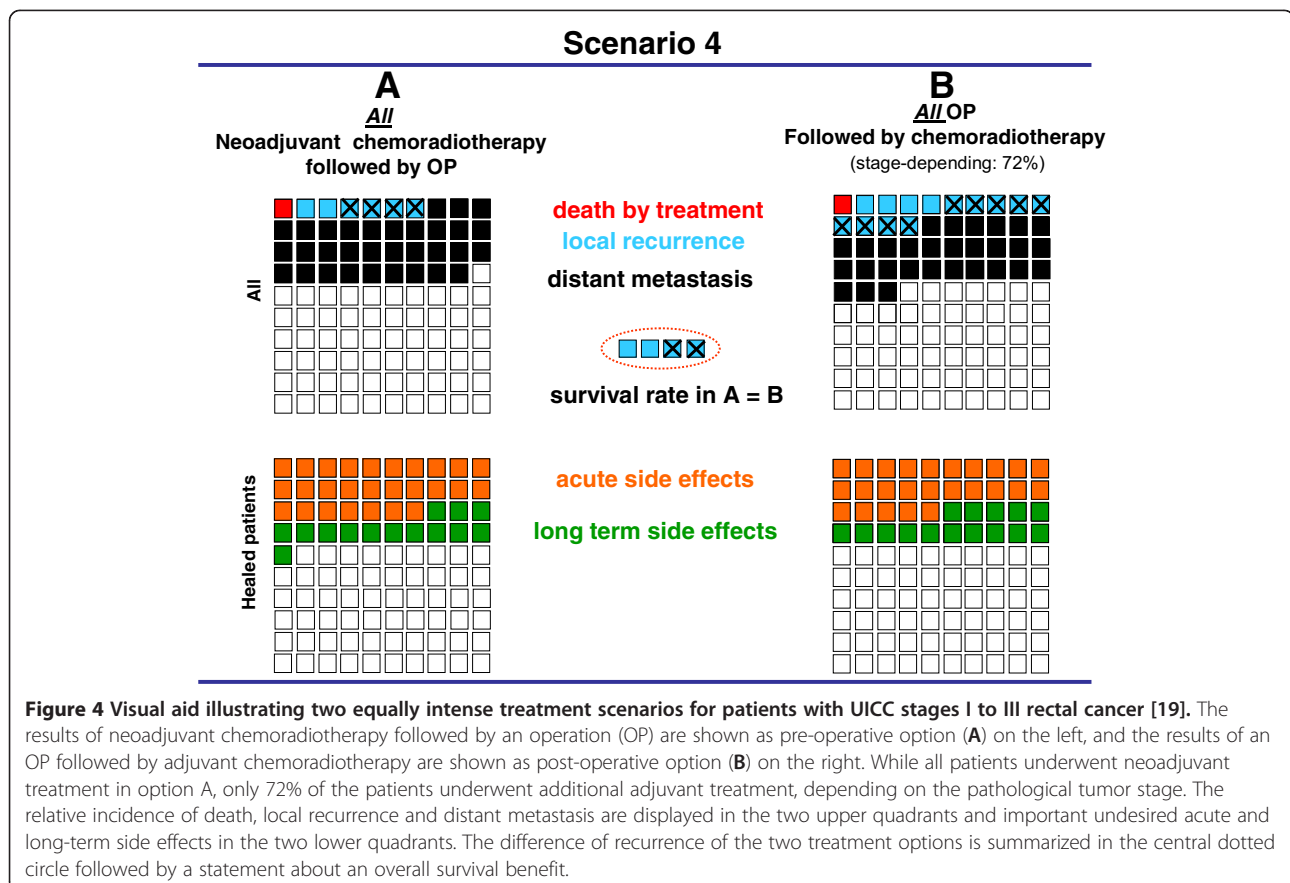 Scenario 4
A
All
Neoadjuvant chemoradiotherapy
followed by OP
B
All OP
Followed by chemoradiotherapy
(stage-depending: 72%)
All
death by treatment
local recurrence
distant metastasis
survival rate in A = B
Healed patients
acute side effects
long term side effects
Figure 4 Visual aid illustrating two equally intense treatment scenarios for patients with UICC stages I to III rectal cancer [19]. The
results of neoadjuvant chemoradiotherapy followed by an operation (OP) are shown as pre-operative option (A) on the left, and the results of an
OP followed by adjuvant chemoradiotherapy are shown as post-operative option (B) on the right. While all patients underwent neoadjuvant
treatment in option A, only 72% of the patients underwent additional adjuvant treatment, depending on the pathological tumor stage. The
relative incidence of death, local recurrence and distant metastasis are displayed in the two upper quadrants and important undesired acute and
long-term side effects in the two lower quadrants. The difference of recurrence of the two treatment options is summarized in the central dotted
circle followed by a statement about an overall survival benefit.